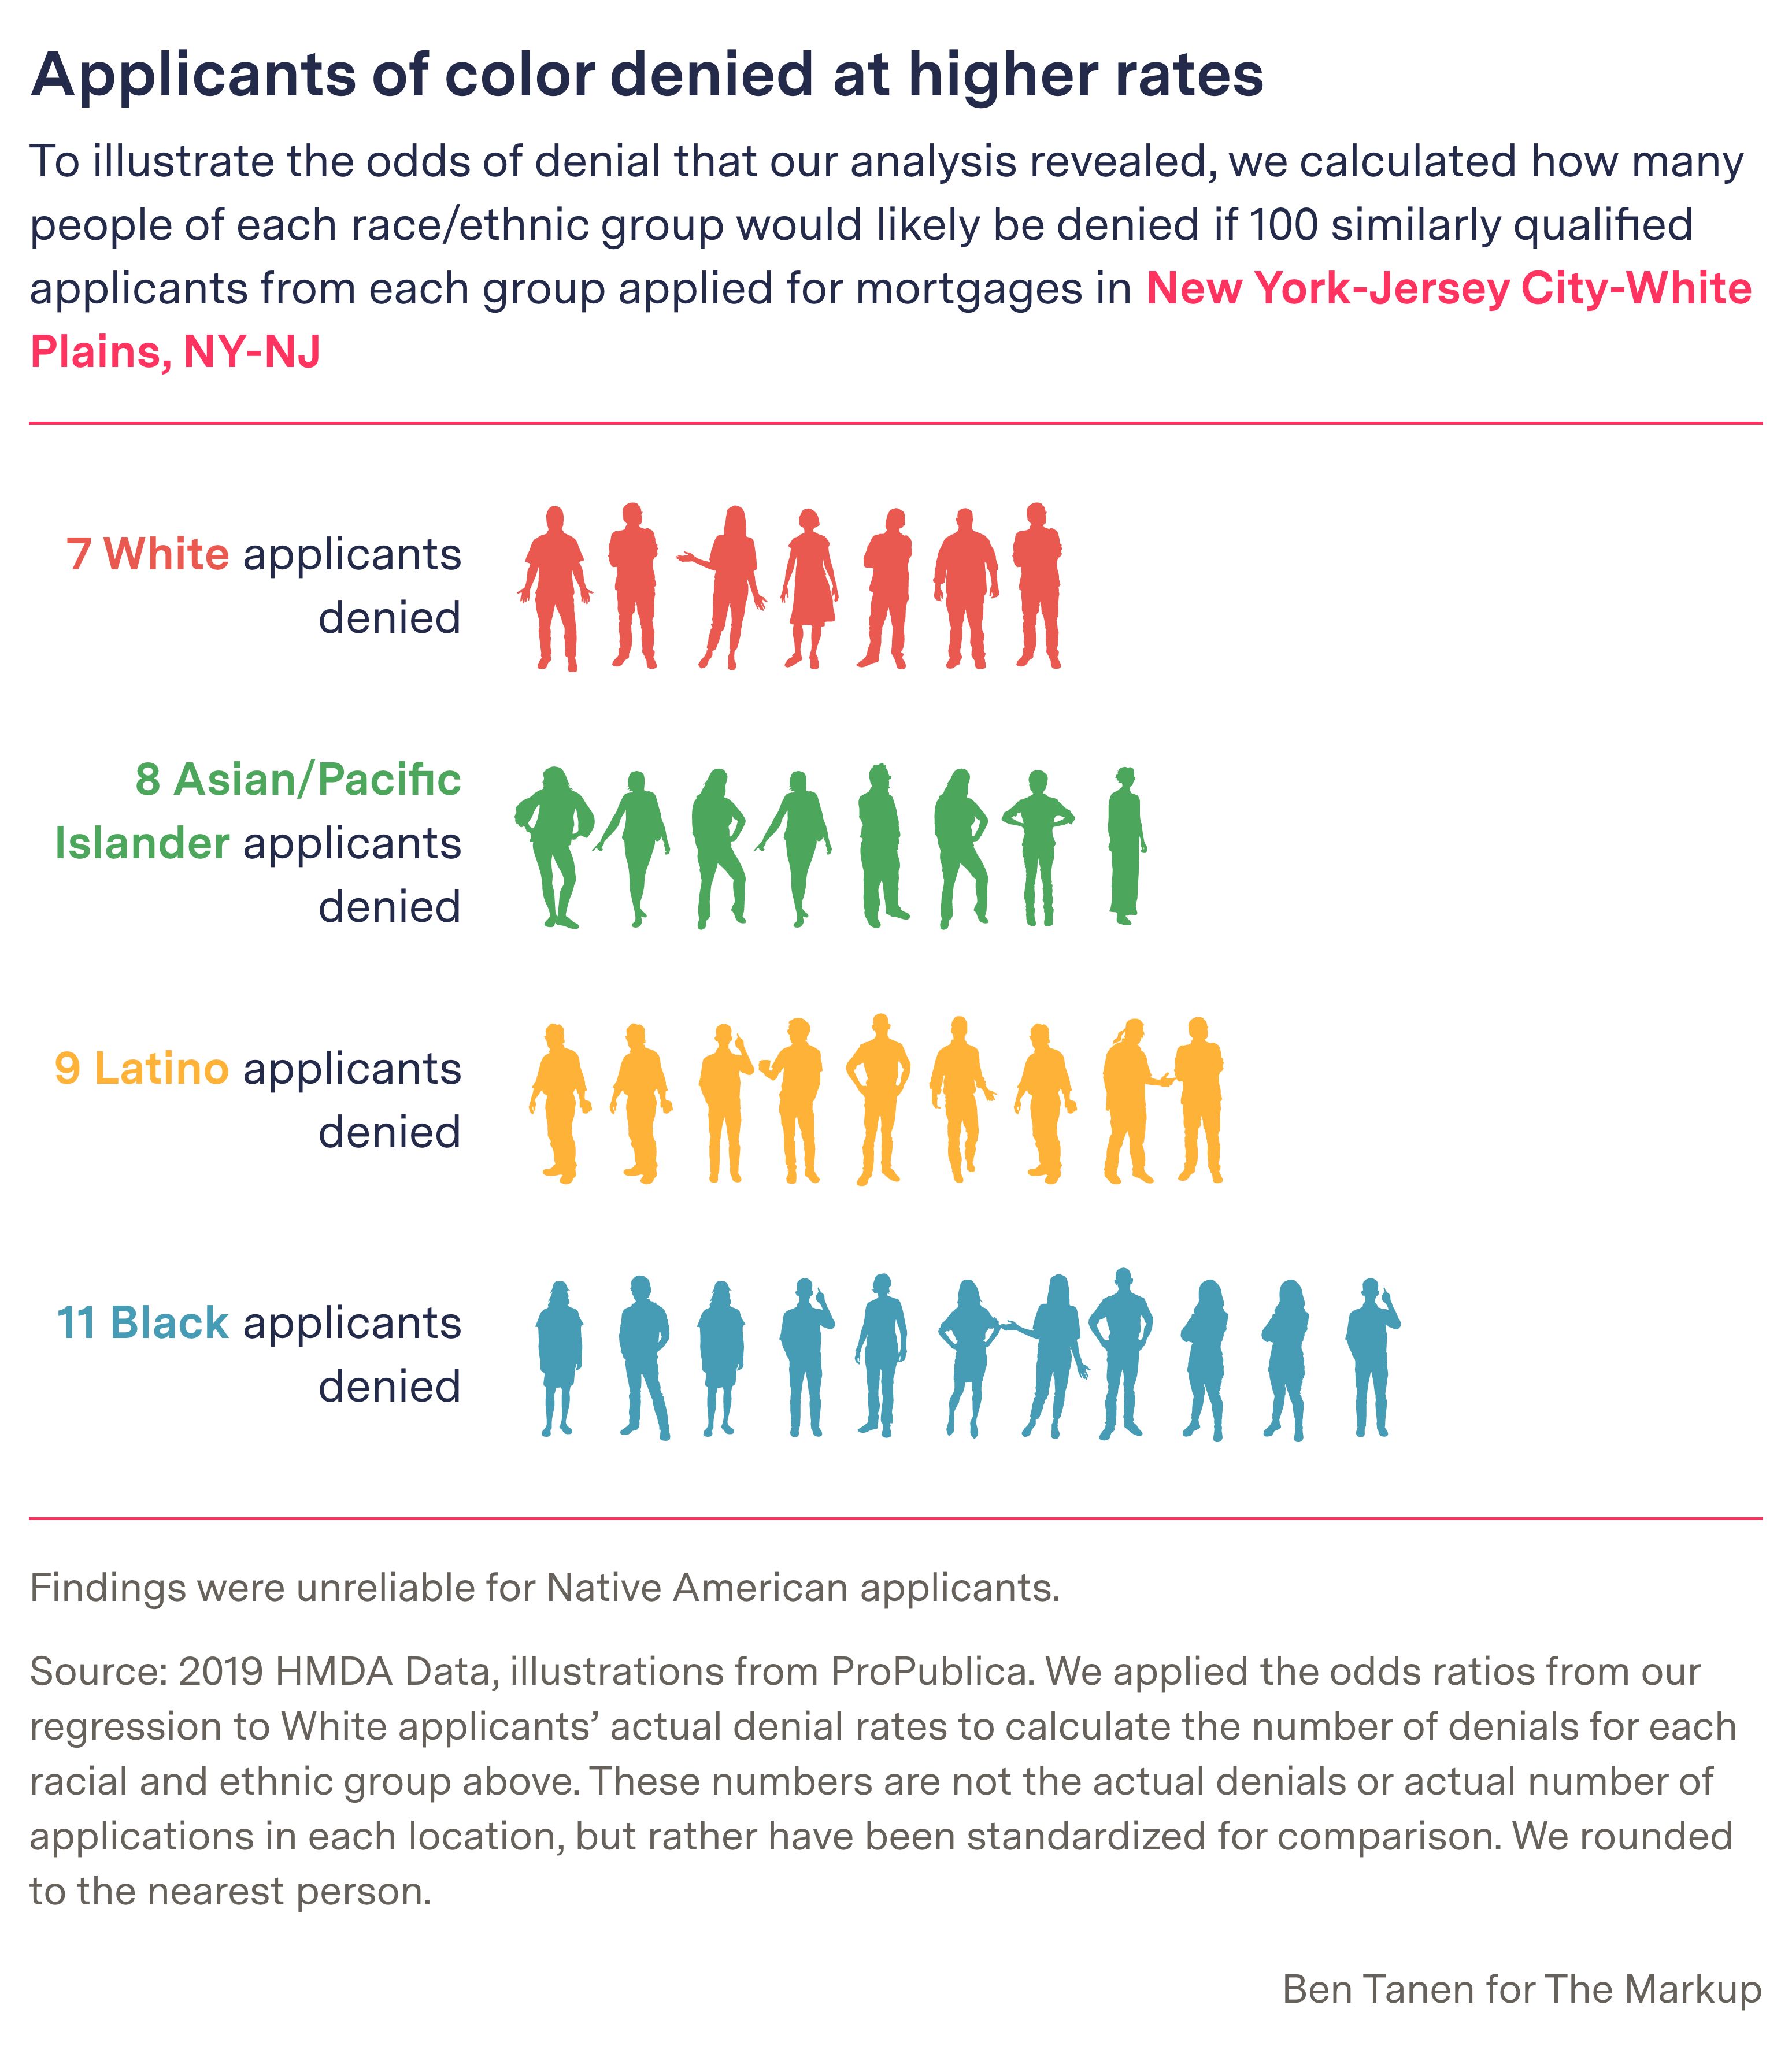 Applicants of color denied at higher rates
To illustrate the odds of denial that our analysis revealed, we calculated how many
people of each race/ethnic group would likely be denied if 100 similarly qualified
applicants from each group applied for mortgages in New York-Jersey City-White
Plains, NY-NJ
7 White applicants
denied
8 Asian/Pacific
Islander applicants
denied
9 Latino applicants
denied
11 Black applicants
denied
Findings were unreliable for Native American applicants.
Source: 2019 HMDA Data, illustrations from ProPublica. We applied the odds ratios from our
regression to White applicants’ actual denial rates to calculate the number of denials for each
racial and ethnic group above. These numbers are not the actual denials or actual number of
applications in each location, but rather have been standardized for comparison. We rounded
to the nearest person.
Ben Tanen for The Markup